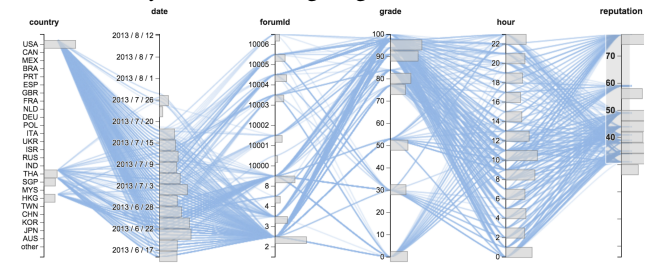 country
date
forumId
grade
hour
reputation
USA
CAN
MEX
BRA
PRT
ESP
GBR
FRA
NLD
DEU
POL
ITA
UKR
ISR
RUS
IND
THA
SGP
MYS
HKG
TWN
CHN
KOR
JPN
AUS
other
2013 / 8 / 12
2013 / 8 / 7
2013 / 8 / 1
2013 / 7 / 26
2013 / 7 / 20
2013 / 7 / 15
2013 / 7 / 9
2013 / 7 / 3
2013 / 6 / 28
2013 / 6 / 22
2013 / 6 / 17
10006
10005
10004
10003
10002
10001
10000
8
4
3
2
100
90
80
70
60
50
40
30
20
10
0
22
20
18
16
14
12
10
8
6
4
2
0
70
60
50
40